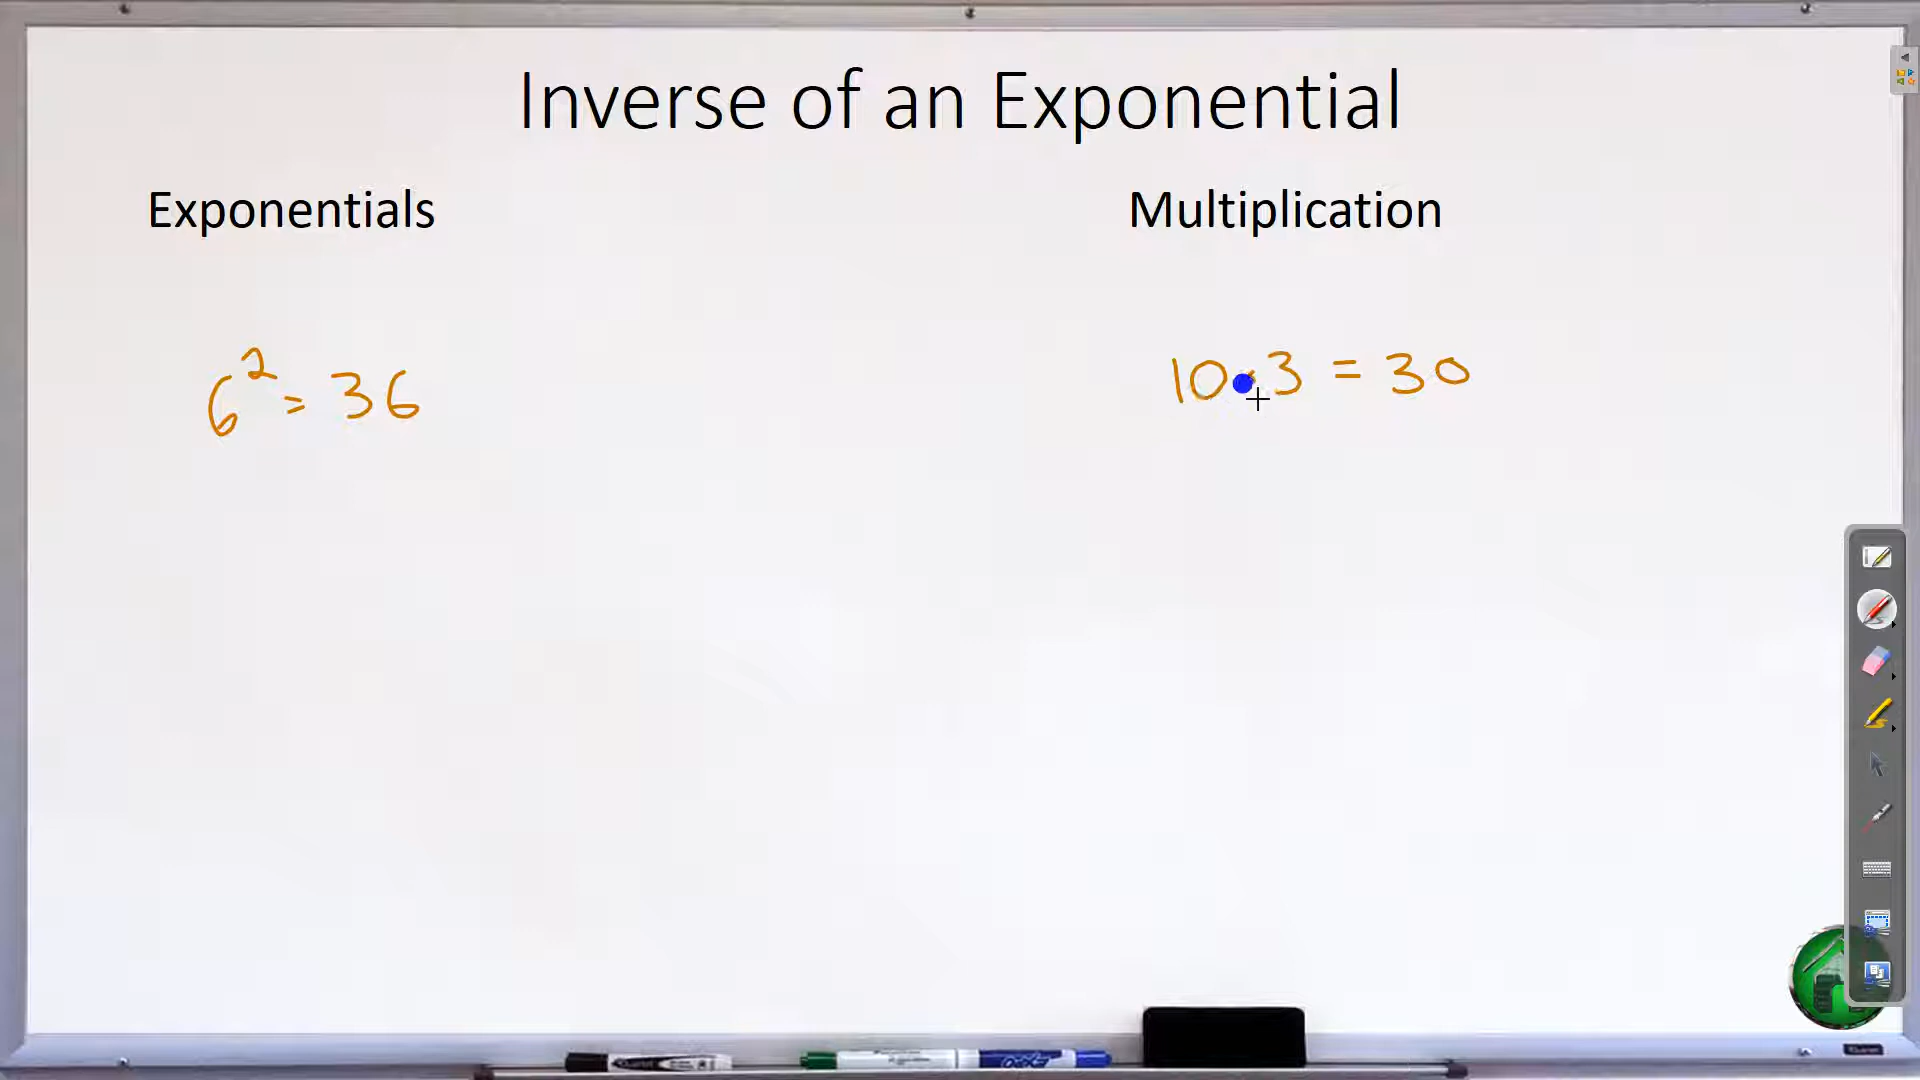 Inverse of an Exponential
Exponentials
Multiplication
6² = 36
10 · 3 = 30